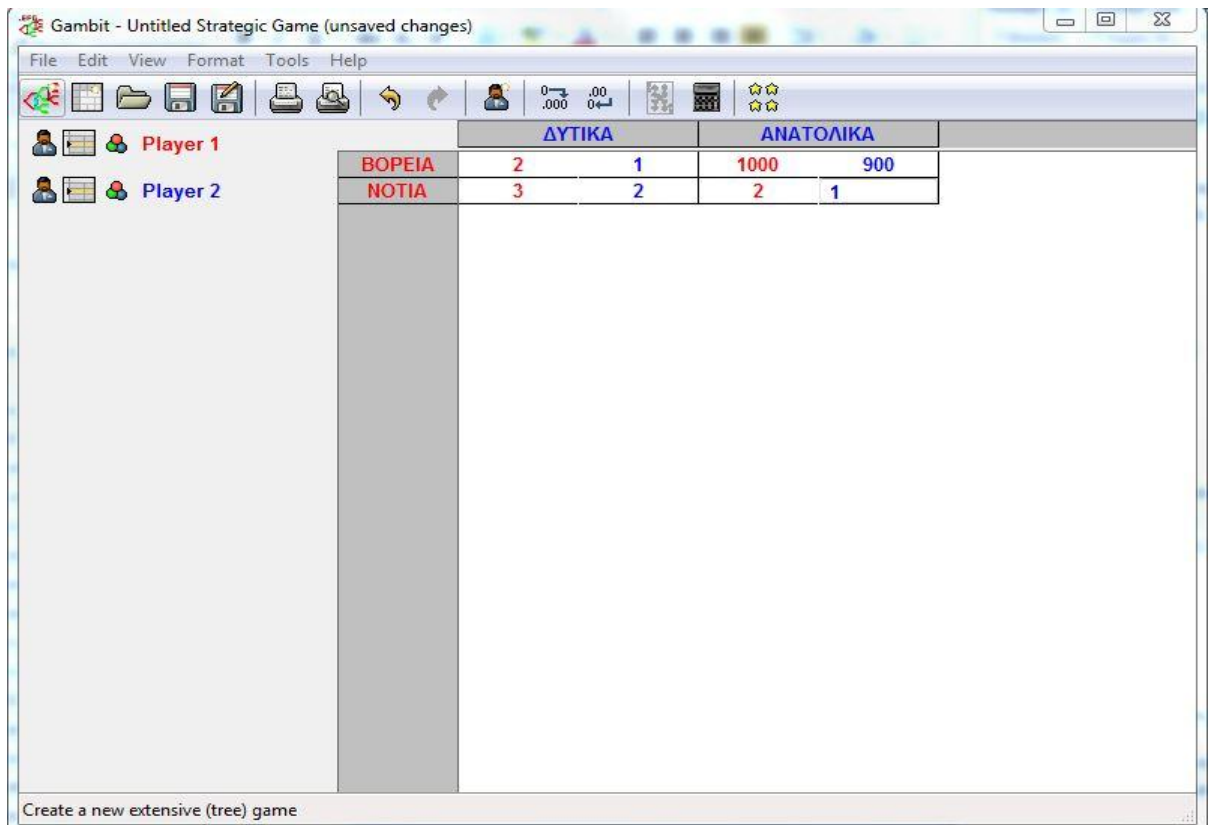 Gambit - Untitled Strategic Game (unsaved changes)
File Edit View Format Tools Help
Player 1
Player 2
ΔΥΤΙΚΑ ΑΝΑΤΟΛΙΚΑ
ΒΟΡΕΙΑ 2 1 1000 900
ΝΟΤΙΑ 3 2 2 1
Create a new extensive (tree) game